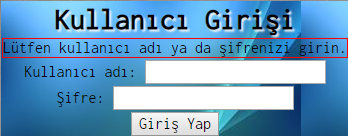 Kullanıcı Girişi
Lütfen kullanıcı adı ya da şifrenizi girin.
Kullanıcı adı:
Şifre:
Giriş Yap